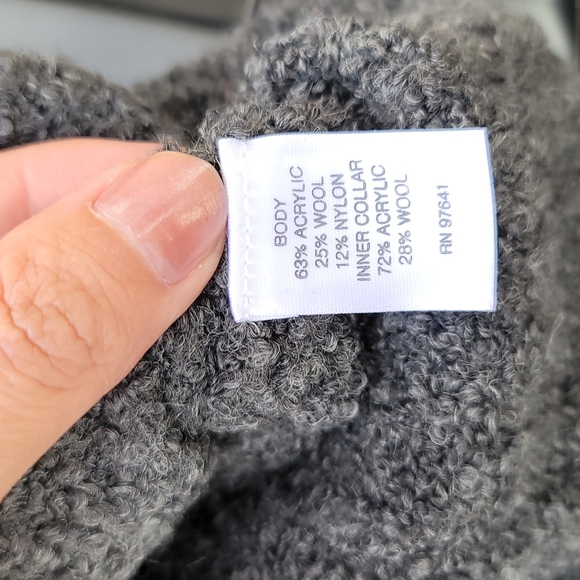 BODY
63% ACRYLIC
25% WOOL
12% NYLON
INNER COLLAR
72% ACRYLIC
28% WOOL
RN 97641